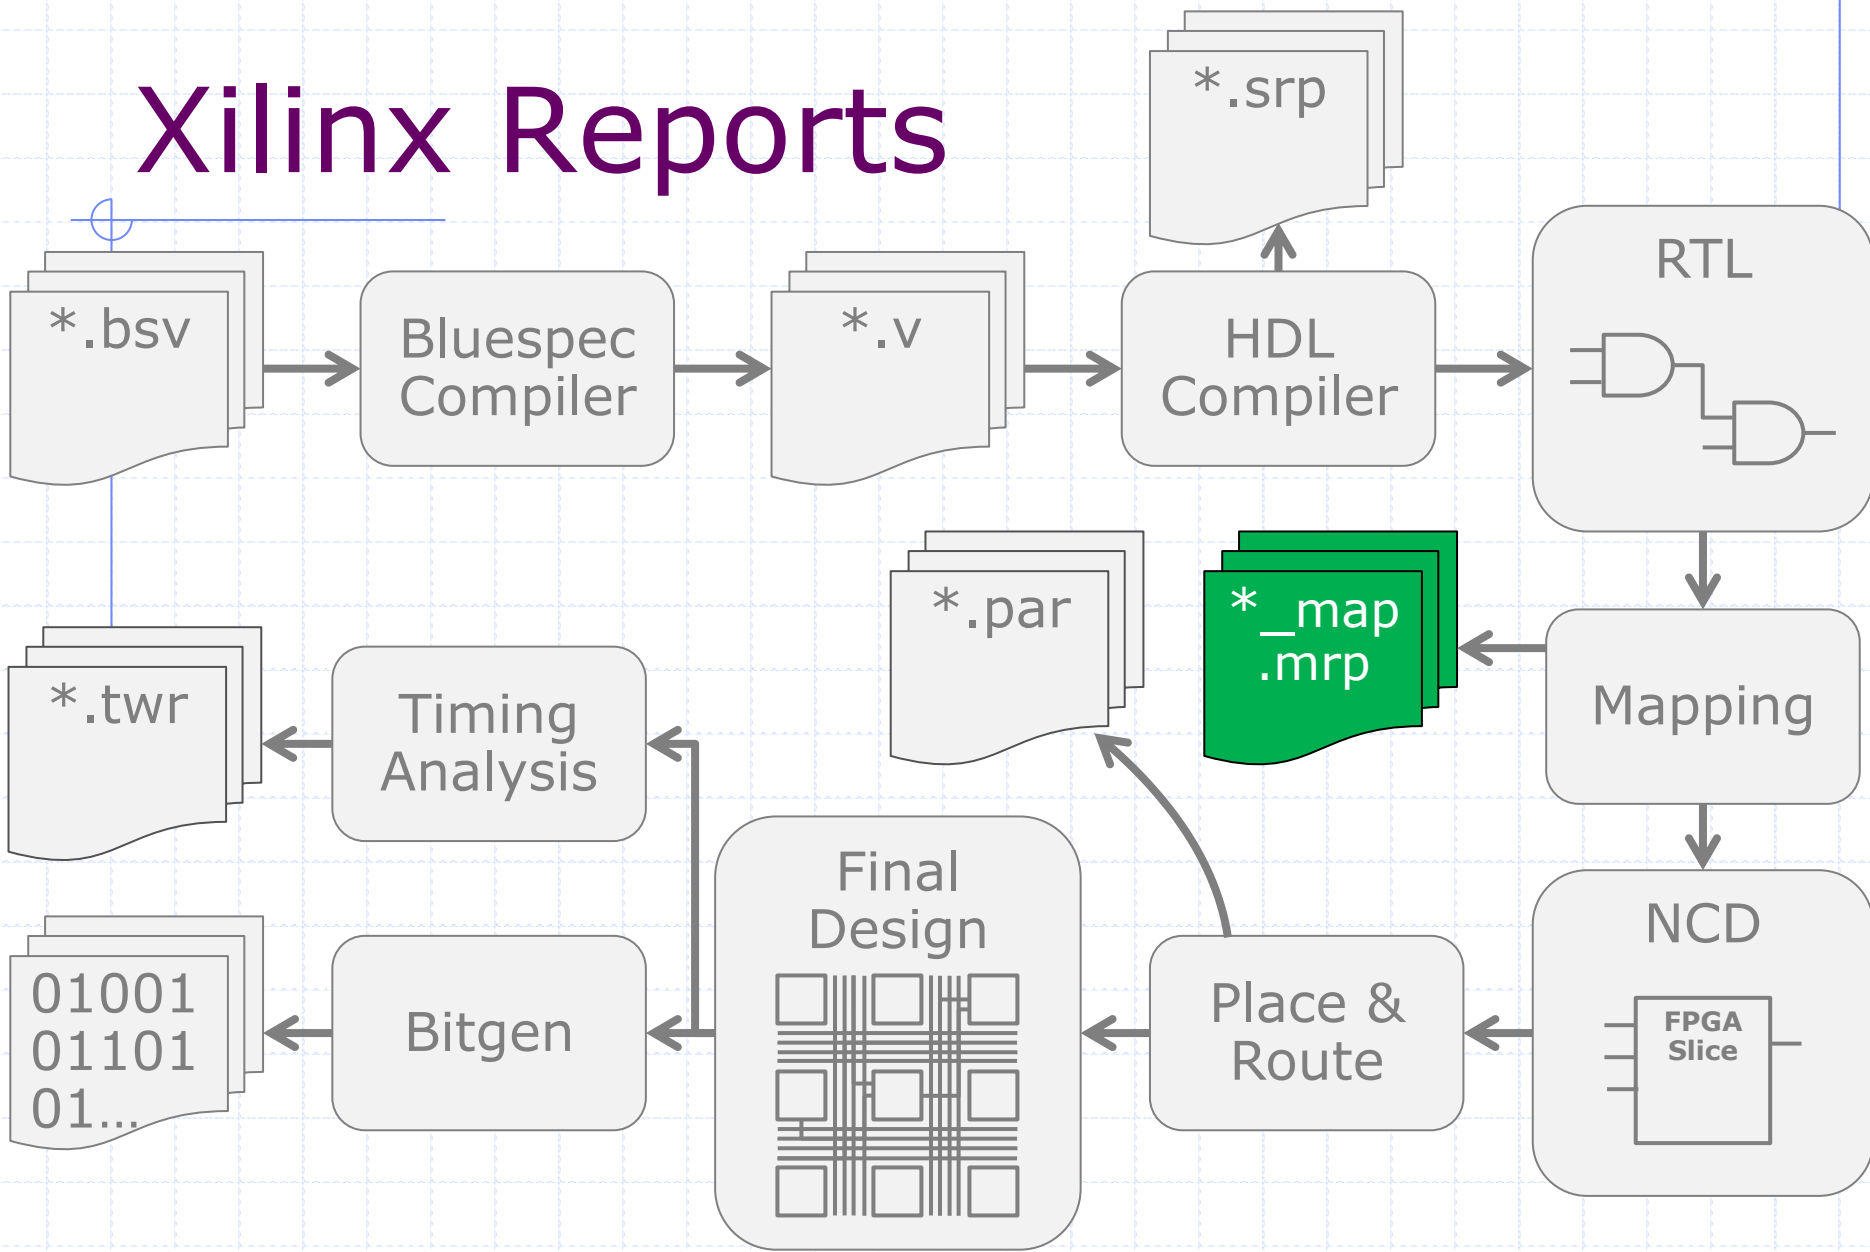 Xilinx Reports
*.srp
*.bsv
Bluespec
Compiler
*.v
HDL
Compiler
RTL
*.par
*_map
.mrp
Mapping
*.twr
Timing
Analysis
NCD
FPGA
Slice
Place &
Route
Final
Design
Bitgen
01001
01101
01...